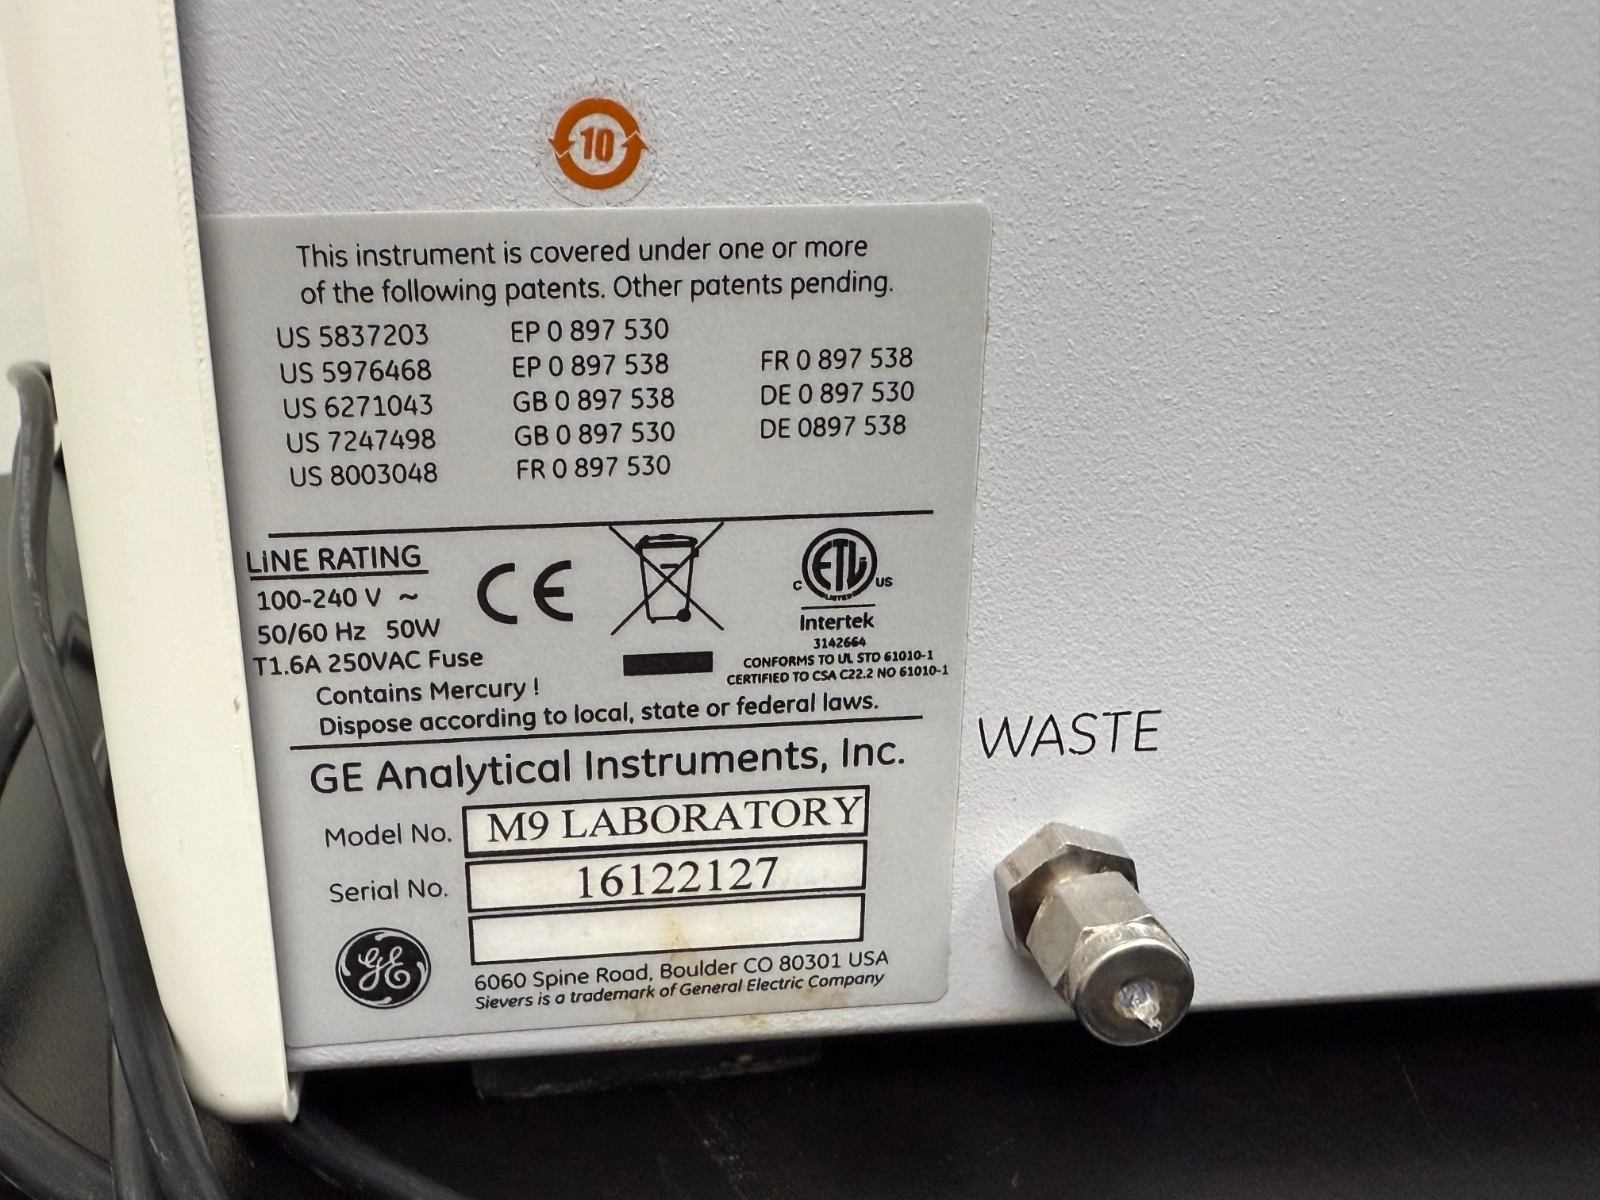 10
This instrument is covered under one or more
of the following patents. Other patents pending.
US 5837203 EP 0 897 530
US 5976468 EP 0 897 538 FR 0 897 538
US 6271043 GB 0 897 538 DE 0 897 530
US 7247498 GB 0 897 530 DE 0897 538
US 8003048 FR 0 897 530
LINE RATING
100-240 V ~
50/60 Hz 50W
T1.6A 250VAC Fuse
CE
C ETL US
LISTED
Intertek
3142664
CONFORMS TO UL STD 61010-1
CERTIFIED TO CSA C22.2 NO 61010-1
Contains Mercury !
Dispose according to local, state or federal laws.
GE Analytical Instruments, Inc.
Model No. M9 LABORATORY
Serial No. 16122127
GE
6060 Spine Road, Boulder CO 80301 USA
Sievers is a trademark of General Electric Company
WASTE